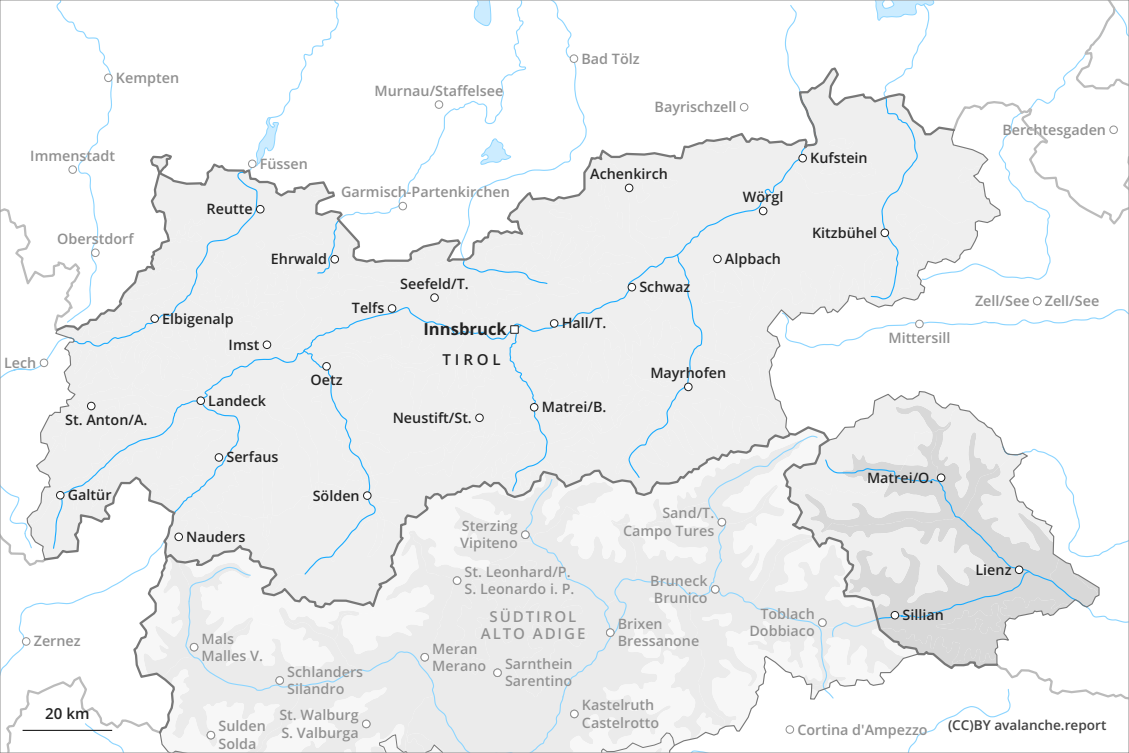 Kempten
Bad Tölz
Murnau/Staffelsee
Bayrischzell
Berchtesgaden
Immenstadt
Füssen
Kufstein
Achenkirch
Garmisch-Partenkirchen
Wörgl
Reutte
Oberstdorf
Kitzbühel
Ehrwald
Alpbach
Seefeld/T.
Schwaz
Telfs
Zell/See
Zell/See
Elbigenalp
Innsbruck
Hall/T.
Mittersill
Imst
TIROL
Lech
Oetz
Mayrhofen
Landeck
Matrei/B.
St. Anton/A.
Neustift/St.
Serfaus
Matrei/O.
Galtür
Sölden
Sand/T.
Campo Tures
Sterzing
Vipiteno
Nauders
St. Leonhard/P.
S. Leonardo i. P.
Lienz
Bruneck
Brunico
SÜDTIROL
ALTO ADIGE
Toblach
Dobbiaco
Sillian
Brixen
Bressanone
Zernez
Mals
Malles V.
Meran
Merano
Sarnthein
Sarentino
Schlanders
Silandro
Kastelruth
Castelrotto
St. Walburg
S. Valburga
20 km
Sulden
Solda
Cortina d'Ampezzo
(CC)BY avalanche.report